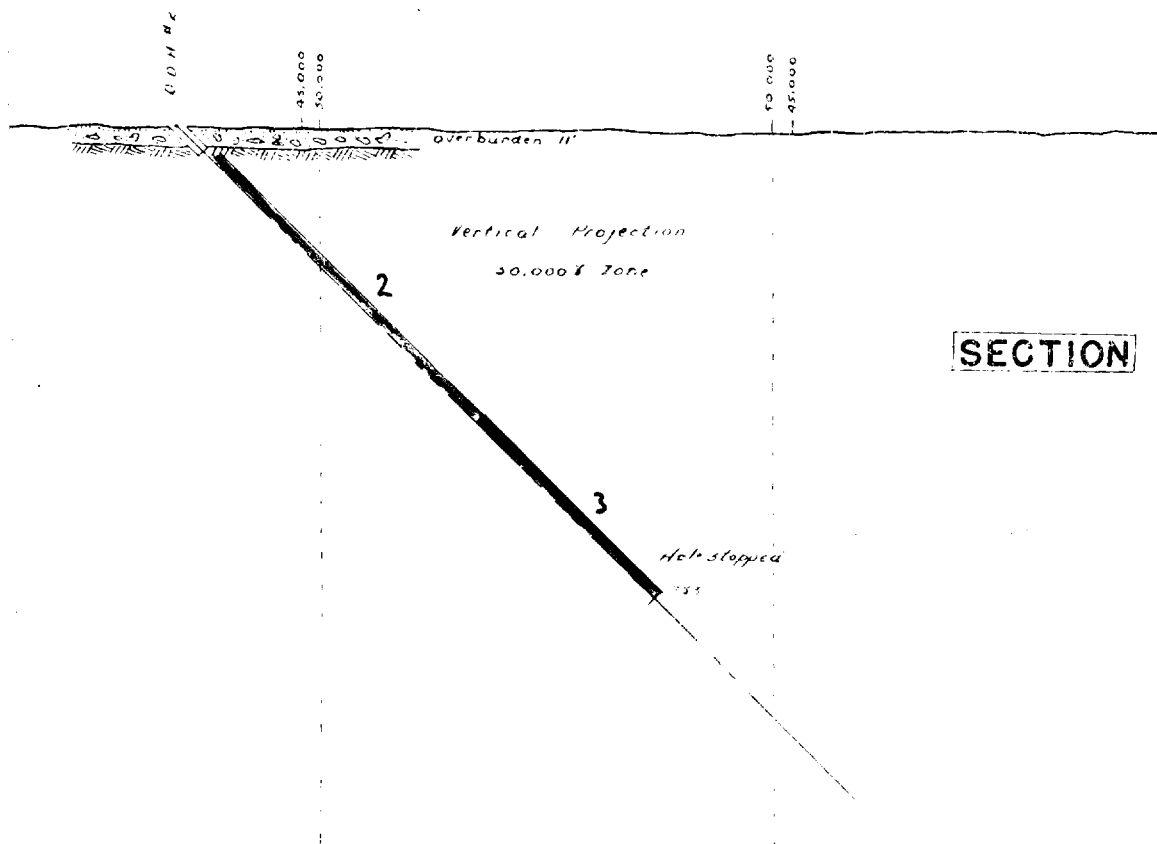 45,000
50,000
50,000
45,000
overburden 11'
Vertical Projection
50,000 γ Zone
2
SECTION
3
Hole stopped